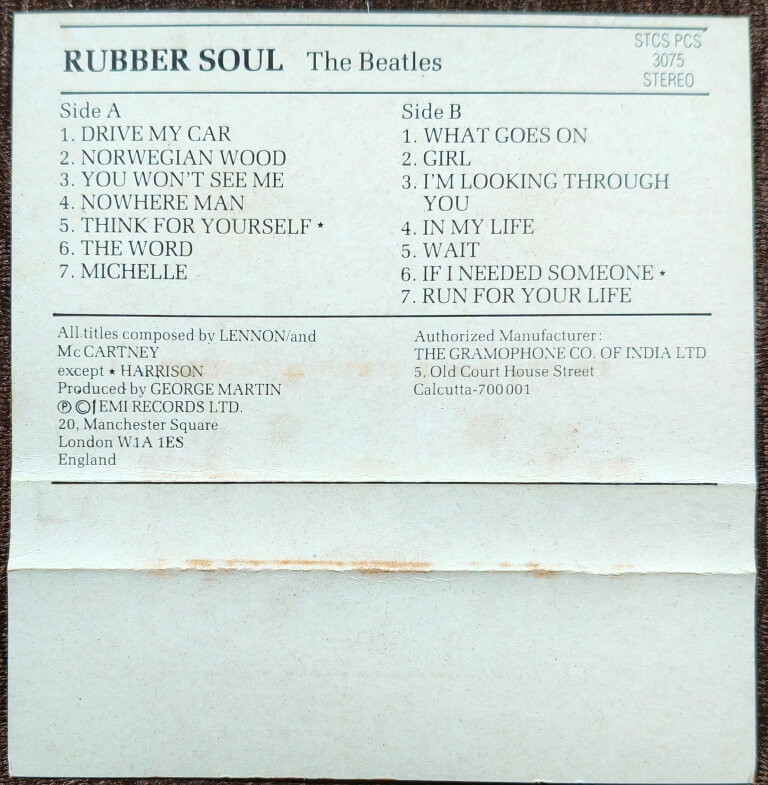 RUBBER SOUL The Beatles
STCS PCS
3075
STEREO
Side A
1. DRIVE MY CAR
2. NORWEGIAN WOOD
3. YOU WON'T SEE ME
4. NOWHERE MAN
5. THINK FOR YOURSELF ⋆
6. THE WORD
7. MICHELLE
Side B
1. WHAT GOES ON
2. GIRL
3. I'M LOOKING THROUGH
YOU
4. IN MY LIFE
5. WAIT
6. IF I NEEDED SOMEONE ⋆
7. RUN FOR YOUR LIFE
All titles composed by LENNON and
McCARTNEY
except ⋆ HARRISON
Produced by GEORGE MARTIN
℗ © EMI RECORDS LTD.
20, Manchester Square
London W1A 1ES
England
Authorized Manufacturer:
THE GRAMOPHONE CO. OF INDIA LTD
5, Old Court House Street
Calcutta-700 001